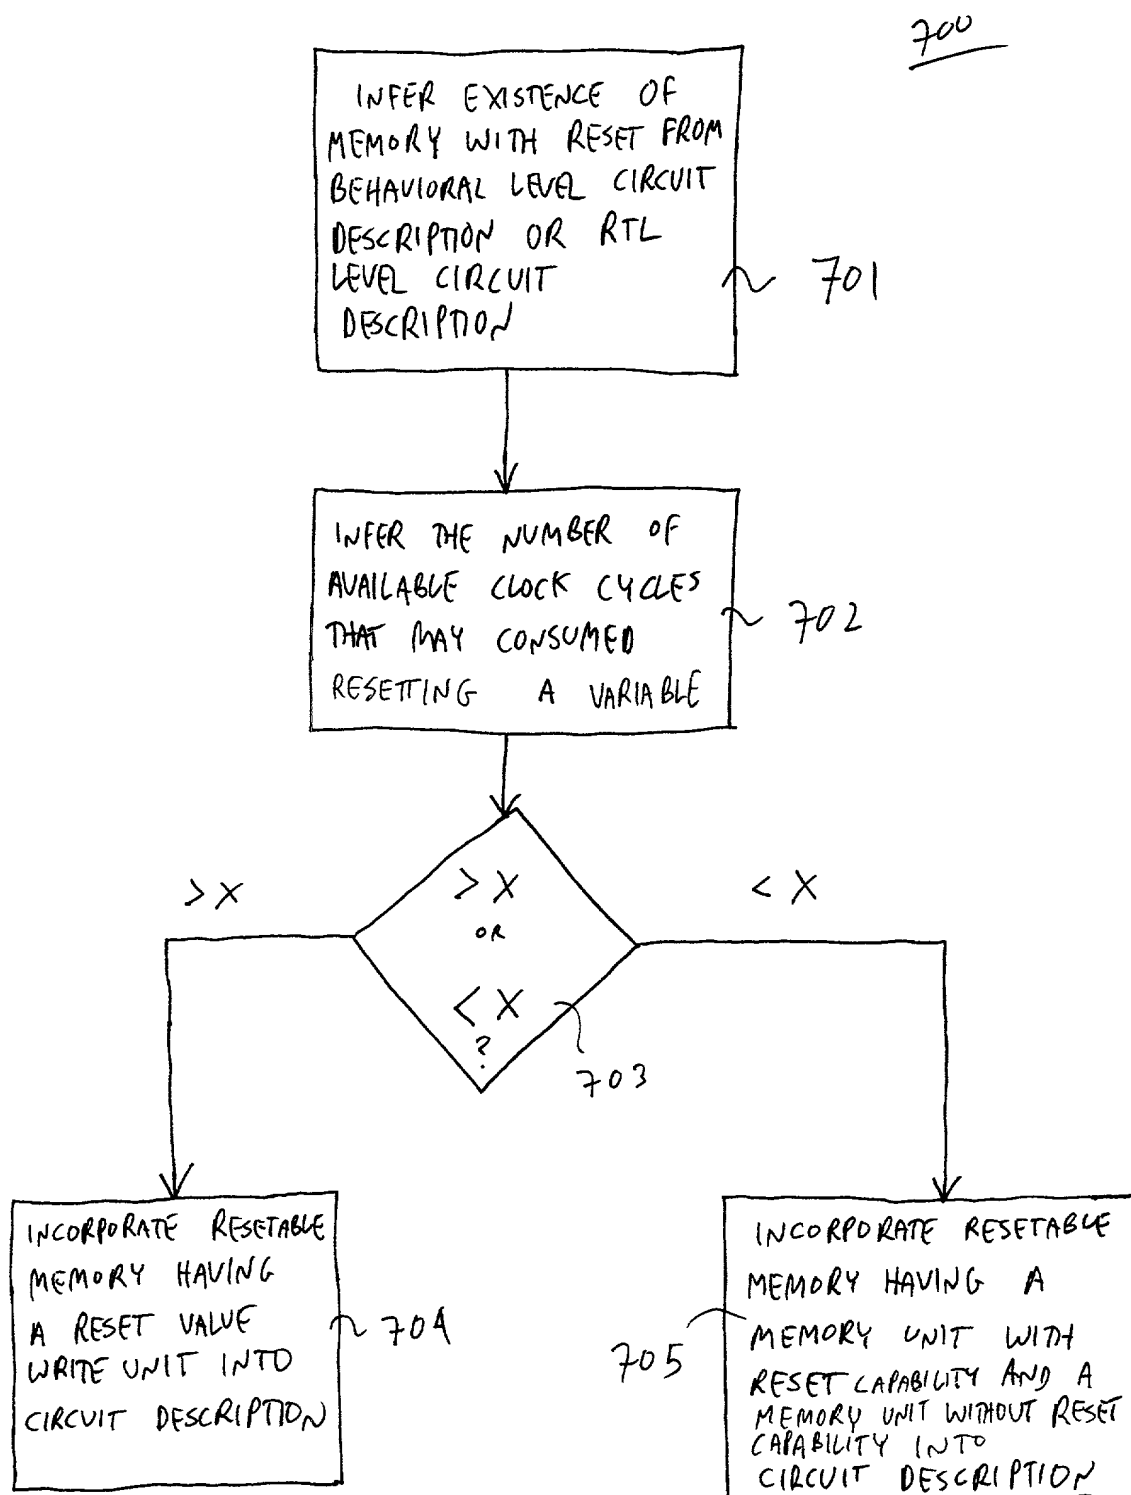 700
INFER EXISTENCE OF
MEMORY WITH RESET FROM
BEHAVIORAL LEVEL CIRCUIT
DESCRIPTION OR RTL
LEVEL CIRCUIT
DESCRIPTION
701
INFER THE NUMBER OF
AVAILABLE CLOCK CYCLES
THAT MAY CONSUMED
RESETTING A VARIABLE
702
>X
>X
OR
<X
?
<X
703
INCORPORATE RESETABLE
MEMORY HAVING
A RESET VALUE
WRITE UNIT INTO
CIRCUIT DESCRIPTION
704
705
INCORPORATE RESETABLE
MEMORY HAVING A
MEMORY UNIT WITH
RESET CAPABILITY AND A
MEMORY UNIT WITHOUT RESET
CAPABILITY INTO
CIRCUIT DESCRIPTION